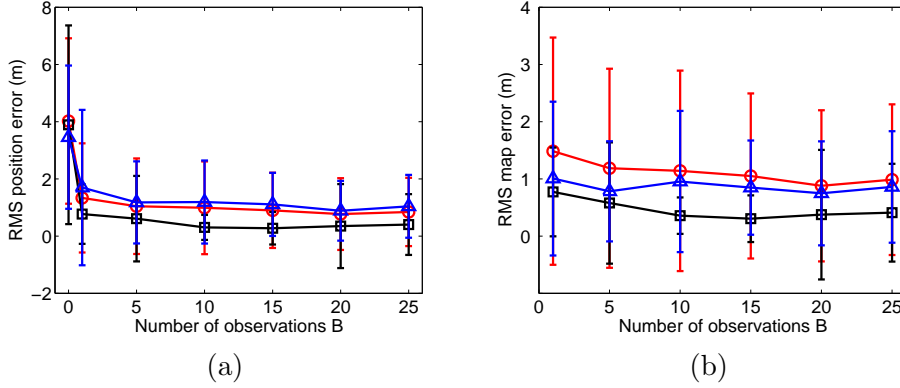 8
6
4
2
0
−2
RMS position error (m)
0 5 10 15 20 25
Number of observations B
(a)
4
3
2
1
0
RMS map error (m)
0 5 10 15 20 25
Number of observations B
(b)